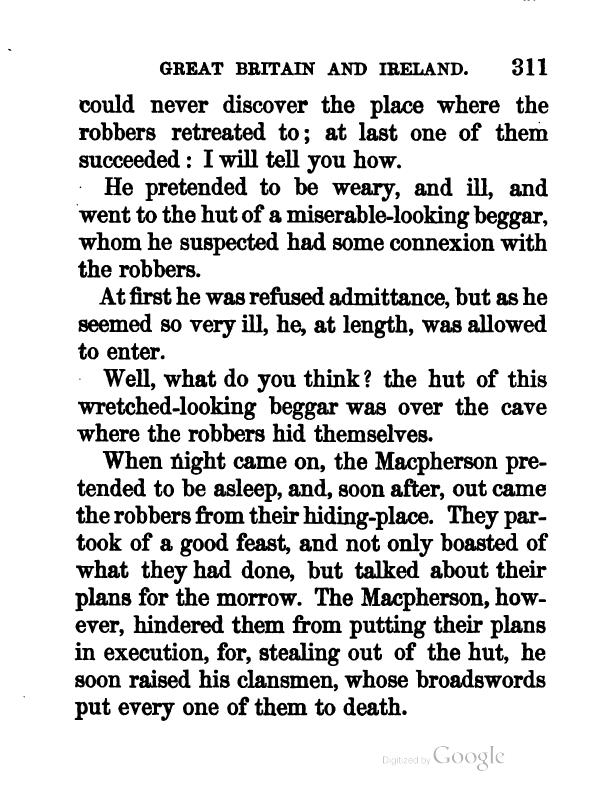 GREAT BRITAIN AND IRELAND. 311
could never discover the place where the
robbers retreated to; at last one of them
succeeded: I will tell you how.
He pretended to be weary, and ill, and
went to the hut of a miserable-looking beggar,
whom he suspected had some connexion with
the robbers.
At first he was refused admittance, but as he
seemed so very ill, he, at length, was allowed
to enter.
Well, what do you think? the hut of this
wretched-looking beggar was over the cave
where the robbers hid themselves.
When night came on, the Macpherson pre-
tended to be asleep, and, soon after, out came
the robbers from their hiding-place. They par-
took of a good feast, and not only boasted of
what they had done, but talked about their
plans for the morrow. The Macpherson, how-
ever, hindered them from putting their plans
in execution, for, stealing out of the hut, he
soon raised his clansmen, whose broadswords
put every one of them to death.
Digitized by Google